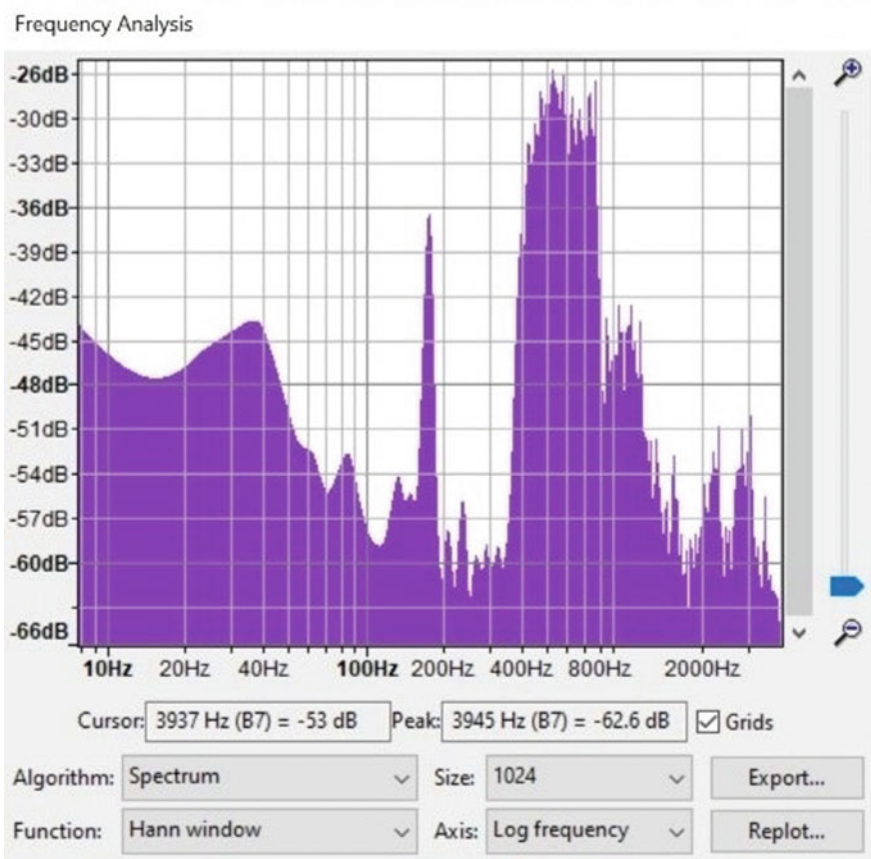 Frequency Analysis
-26dB
-30dB
-33dB
-36dB
-39dB
-42dB
-45dB
-48dB
-51dB
-54dB
-57dB
-60dB
-66dB
10Hz 20Hz 40Hz 100Hz 200Hz 400Hz 800Hz 2000Hz
Cursor: 3937 Hz (B7) = -53 dB Peak: 3945 Hz (B7) = -62.6 dB Grids
Algorithm: Spectrum Size: 1024 Export...
Function: Hann window Axis: Log frequency Replot...